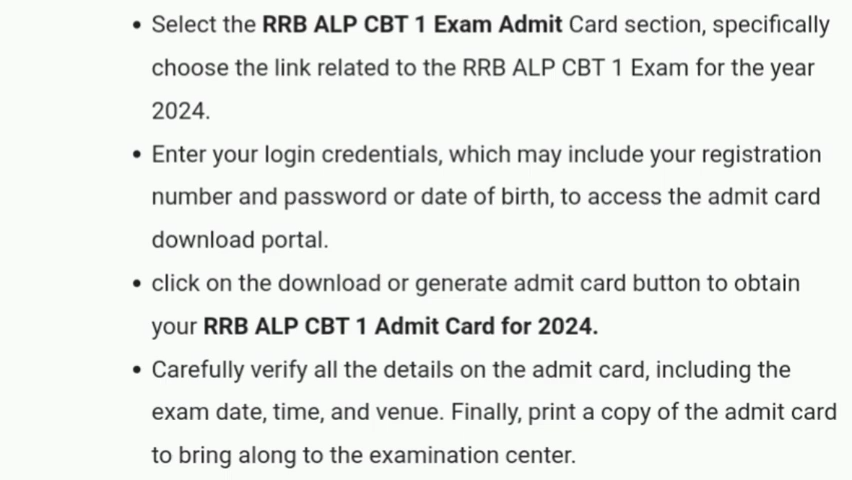 • Select the RRB ALP CBT 1 Exam Admit Card section, specifically
choose the link related to the RRB ALP CBT 1 Exam for the year
2024.
• Enter your login credentials, which may include your registration
number and password or date of birth, to access the admit card
download portal.
• click on the download or generate admit card button to obtain
your RRB ALP CBT 1 Admit Card for 2024.
• Carefully verify all the details on the admit card, including the
exam date, time, and venue. Finally, print a copy of the admit card
to bring along to the examination center.